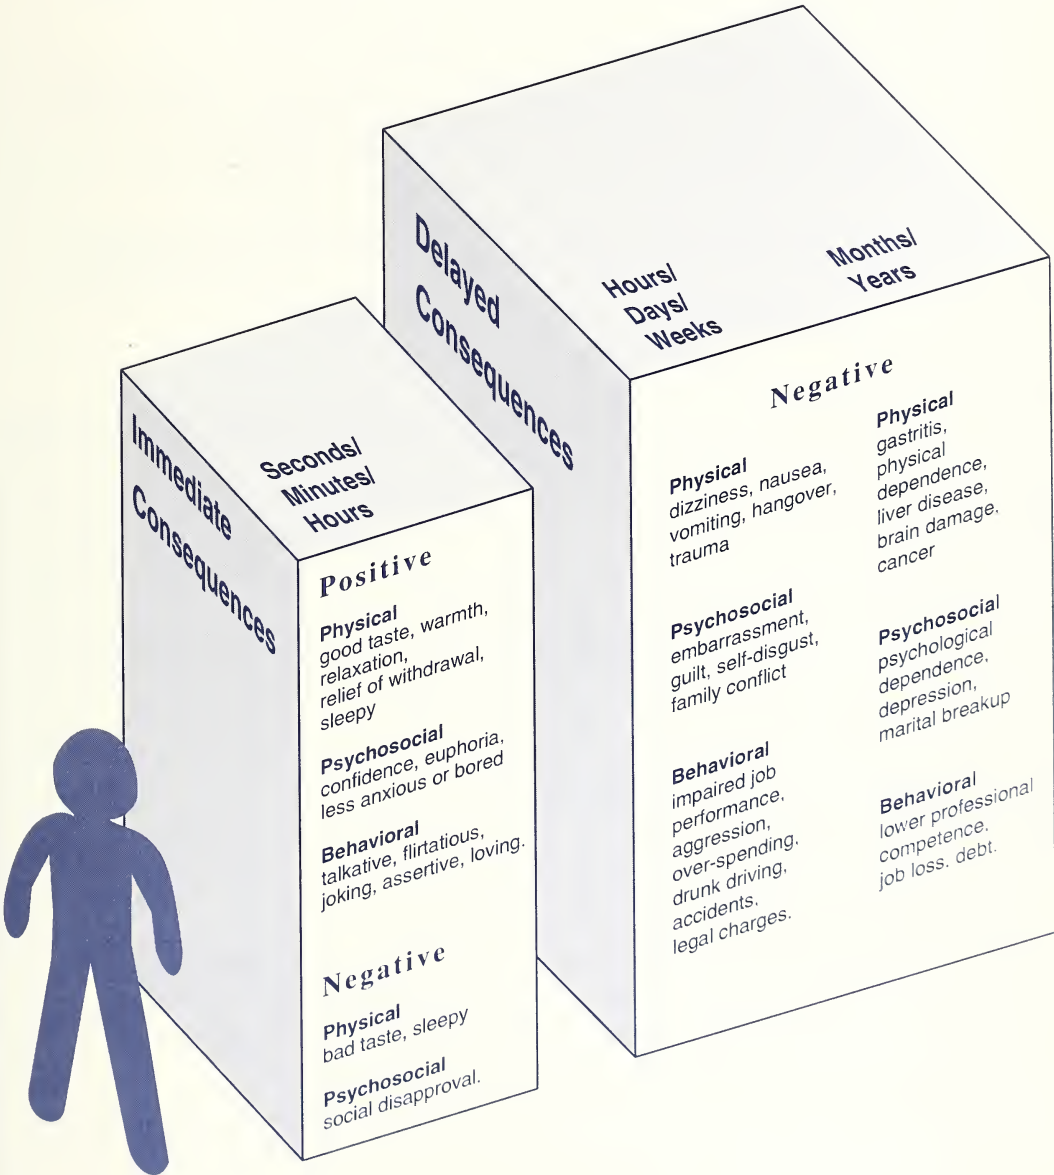 Immediate
Consequences
Seconds/
Minutes/
Hours
Positive
Physical
good taste, warmth,
relaxation,
relief of withdrawal,
sleepy
Psychosocial
confidence, euphoria,
less anxious or bored
Behavioral
talkative, flirtatious,
joking, assertive, loving.
Negative
Physical
bad taste, sleepy
Psychosocial
social disapproval.
Delayed
Consequences
Hours/
Days/
Weeks
Months/
Years
Negative
Physical
dizziness, nausea,
vomiting, hangover,
trauma
Psychosocial
embarrassment,
guilt, self-disgust,
family conflict
Behavioral
impaired job
performance,
aggression,
over-spending.
drunk driving,
accidents.
legal charges.
Physical
gastritis,
physical
dependence,
liver disease,
brain damage,
cancer
Psychosocial
psychological
dependence,
depression,
marital breakup
Behavioral
lower professional
competence.
job loss. debt.